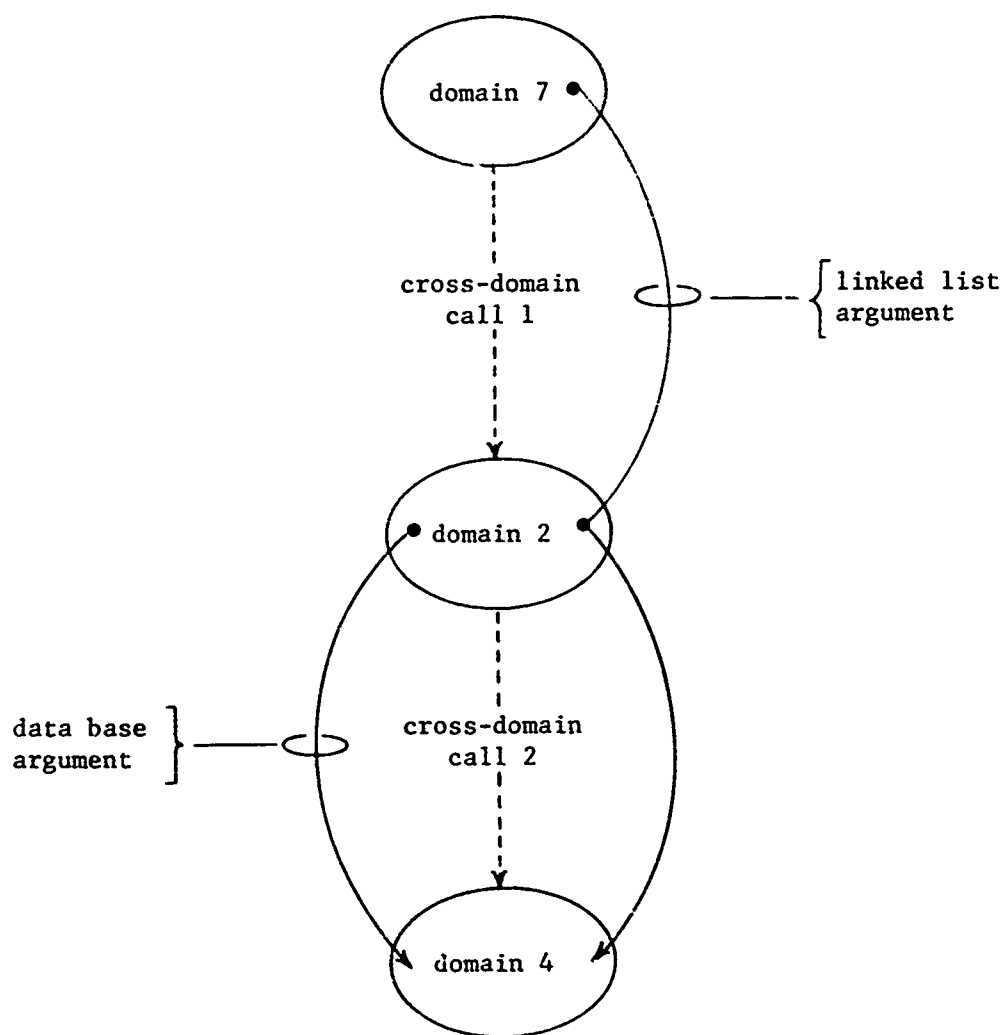 domain 7
cross-domain
call 1
linked list
argument
domain 2
data base
argument
cross-domain
call 2
domain 4